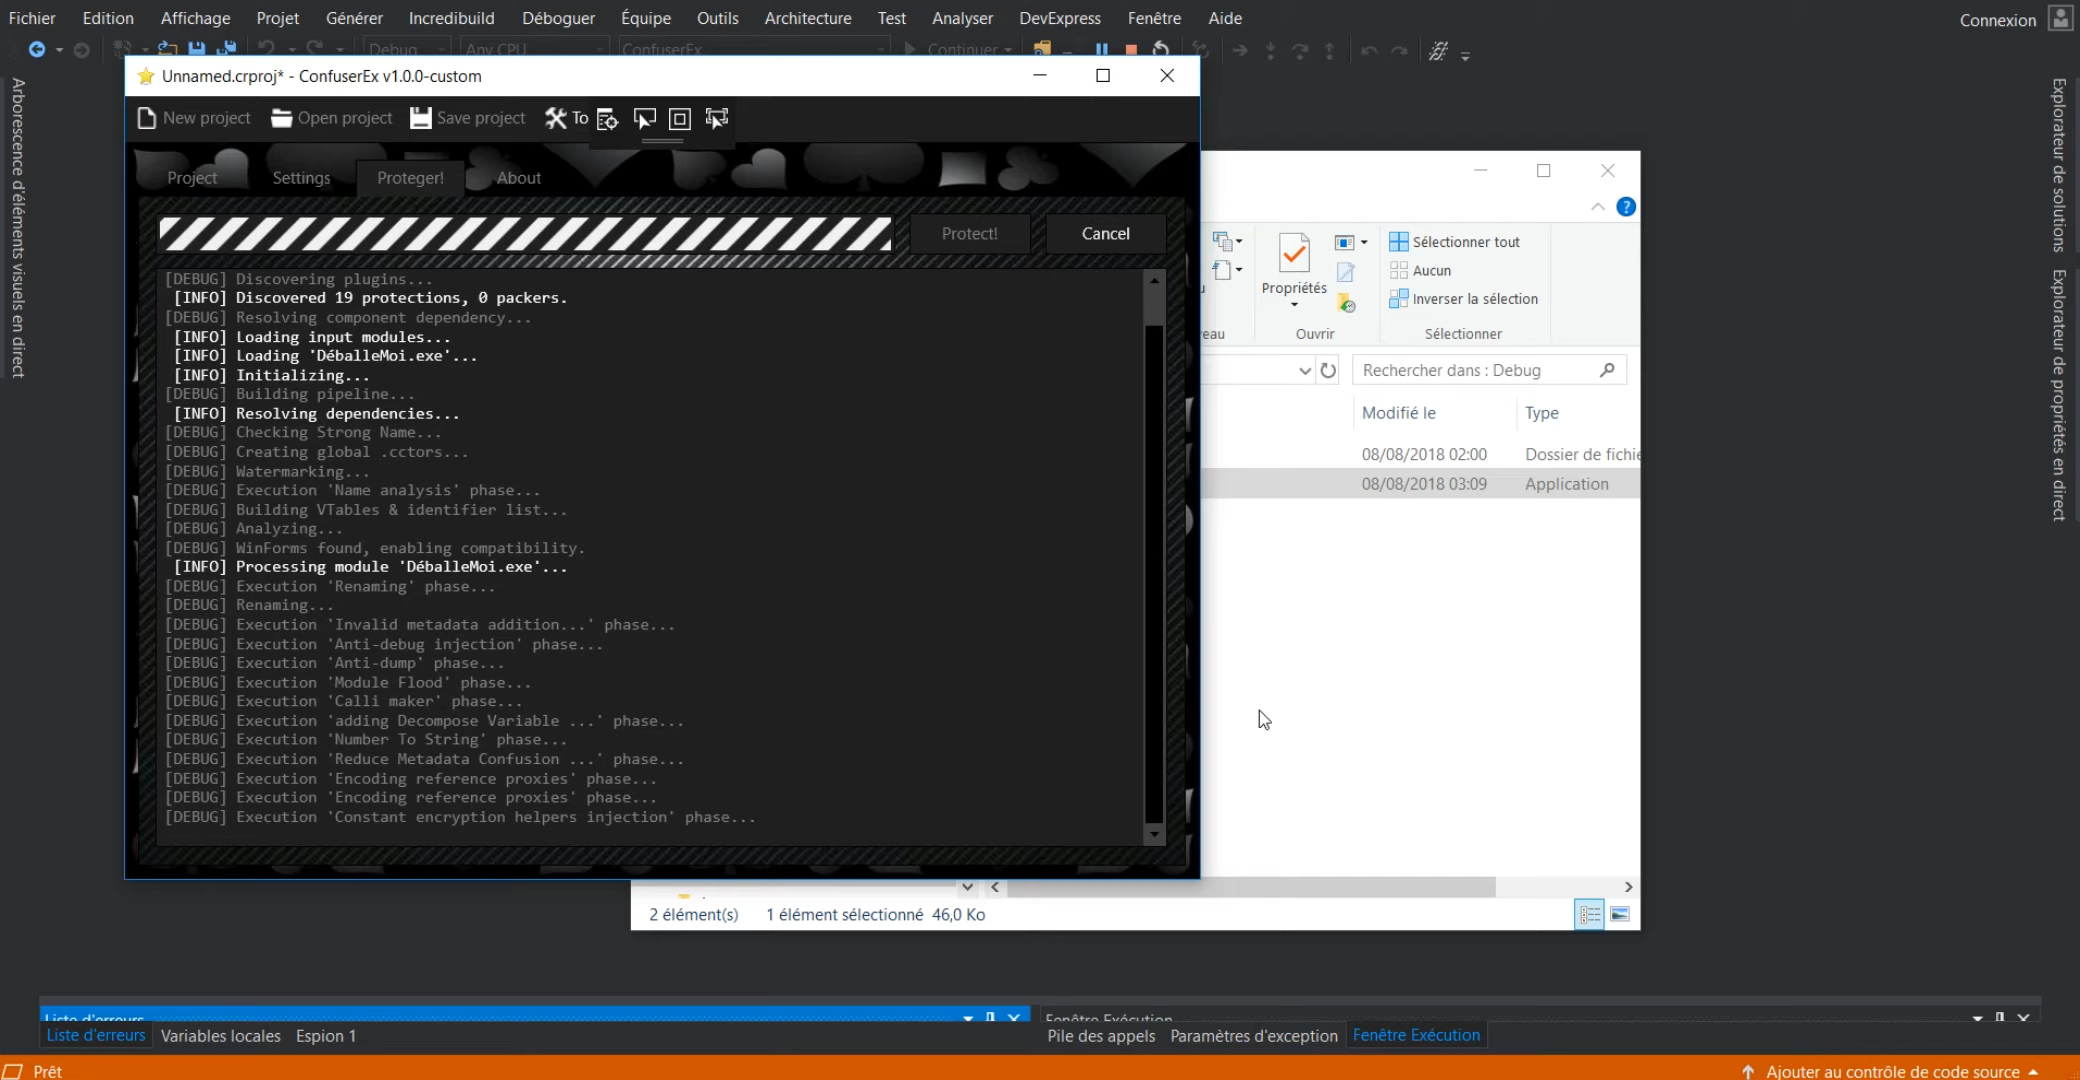 Fichier Edition Affichage Projet Générer Incredibuild Déboguer Équipe Outils Architecture Test Analyser DevExpress Fenêtre Aide
Connexion
Debug Any CPU ConfuserEx Continuer
Unnamed.crproj* - ConfuserEx v1.0.0-custom
New project Open project Save project To
Project Settings Proteger! About
Protect! Cancel
[DEBUG] Discovering plugins...
[INFO] Discovered 19 protections, 0 packers.
[DEBUG] Resolving component dependency...
[INFO] Loading input modules...
[INFO] Loading 'DéballeMoi.exe'...
[INFO] Initializing...
[DEBUG] Building pipeline...
[INFO] Resolving dependencies...
[DEBUG] Checking Strong Name...
[DEBUG] Creating global .cctors...
[DEBUG] Watermarking...
[DEBUG] Execution 'Name analysis' phase...
[DEBUG] Building VTables & identifier list...
[DEBUG] Analyzing...
[DEBUG] WinForms found, enabling compatibility.
[INFO] Processing module 'DéballeMoi.exe'...
[DEBUG] Execution 'Renaming' phase...
[DEBUG] Renaming...
[DEBUG] Execution 'Invalid metadata addition...' phase...
[DEBUG] Execution 'Anti-debug injection' phase...
[DEBUG] Execution 'Anti-dump' phase...
[DEBUG] Execution 'Module Flood' phase...
[DEBUG] Execution 'Calli maker' phase...
[DEBUG] Execution 'adding Decompose Variable ...' phase...
[DEBUG] Execution 'Number To String' phase...
[DEBUG] Execution 'Reduce Metadata Confusion ...' phase...
[DEBUG] Execution 'Encoding reference proxies' phase...
[DEBUG] Execution 'Encoding reference proxies' phase...
[DEBUG] Execution 'Constant encryption helpers injection' phase...
Arborescence d'éléments visuels en direct
Sélectionner tout
Aucun
Propriétés
Inverser la sélection
eau Ouvrir Sélectionner
Rechercher dans : Debug
Modifié le Type
08/08/2018 02:00 Dossier de fichie
08/08/2018 03:09 Application
2 élément(s) 1 élément sélectionné 46,0 Ko
Explorateur de solutions
Explorateur de propriétés en direct
Liste d'erreurs
Fenêtre Exécution
Liste d'erreurs Variables locales Espion 1
Pile des appels Paramètres d'exception Fenêtre Exécution
Prêt
Ajouter au contrôle de code source